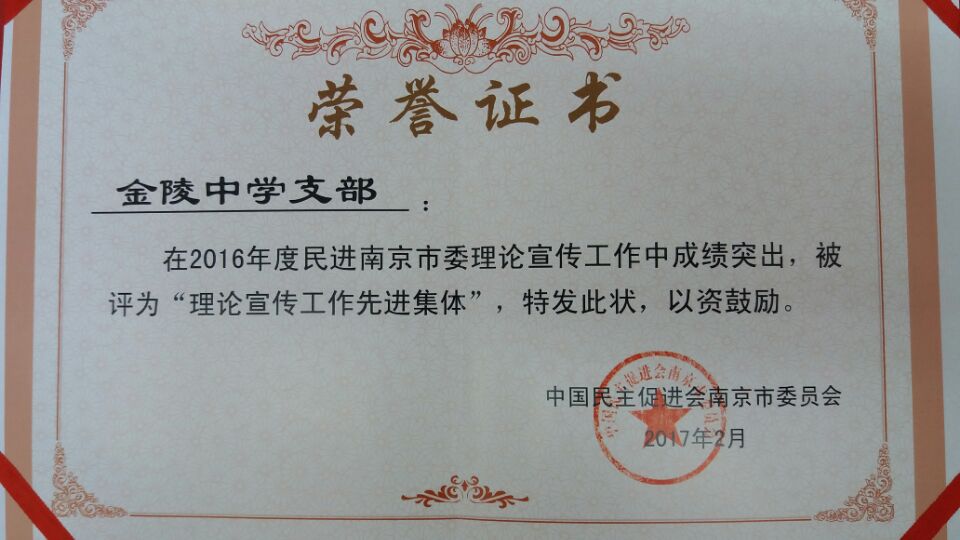 荣誉证书
金陵中学支部：
在2016年度民进南京市委理论宣传工作中成绩突出，被
评为“理论宣传工作先进集体”，特发此状，以资鼓励。
中国民主促进会南京市委员会
2017年2月